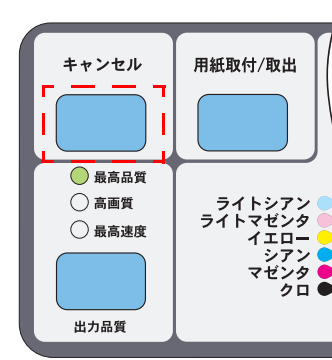 キャンセル
用紙取付/取出
最高品質
高画質
最高速度
出力品質
ライトシアン
ライトマゼンタ
イエロー
シアン
マゼンタ
クロ